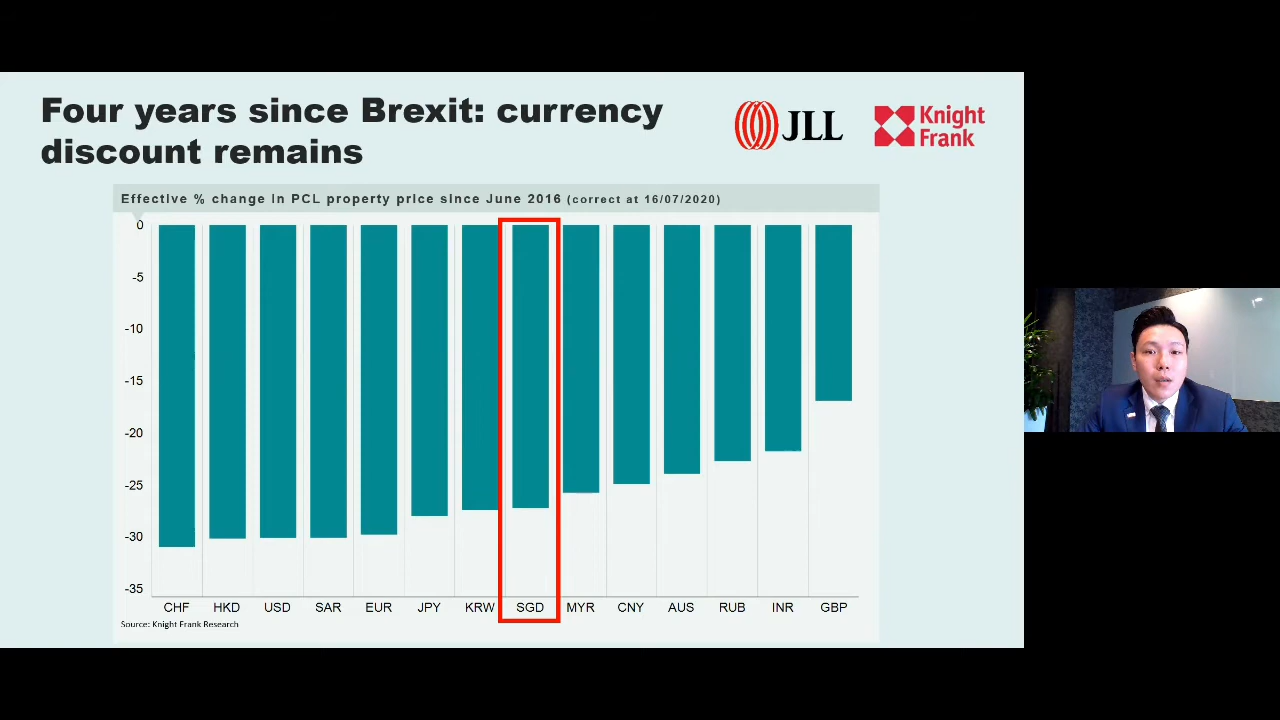 Four years since Brexit: currency
discount remains
JLL
Knight
Frank
Effective % change in PCL property price since June 2016 (correct at 16/07/2020)
0
-5
-10
-15
-20
-25
-30
-35
CHF HKD USD SAR EUR JPY KRW SGD MYR CNY AUS RUB INR GBP
Source: Knight Frank Research